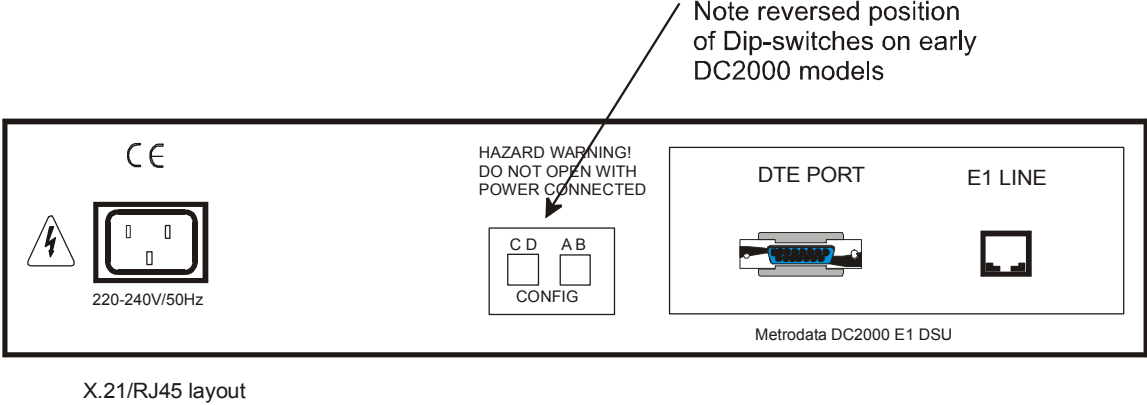 Note reversed position
of Dip-switches on early
DC2000 models
CE
HAZARD WARNING!
DO NOT OPEN WITH
POWER CONNECTED
DTE PORT
E1 LINE
C D A B
CONFIG
220-240V/50Hz
Metrodata DC2000 E1 DSU
X.21/RJ45 layout